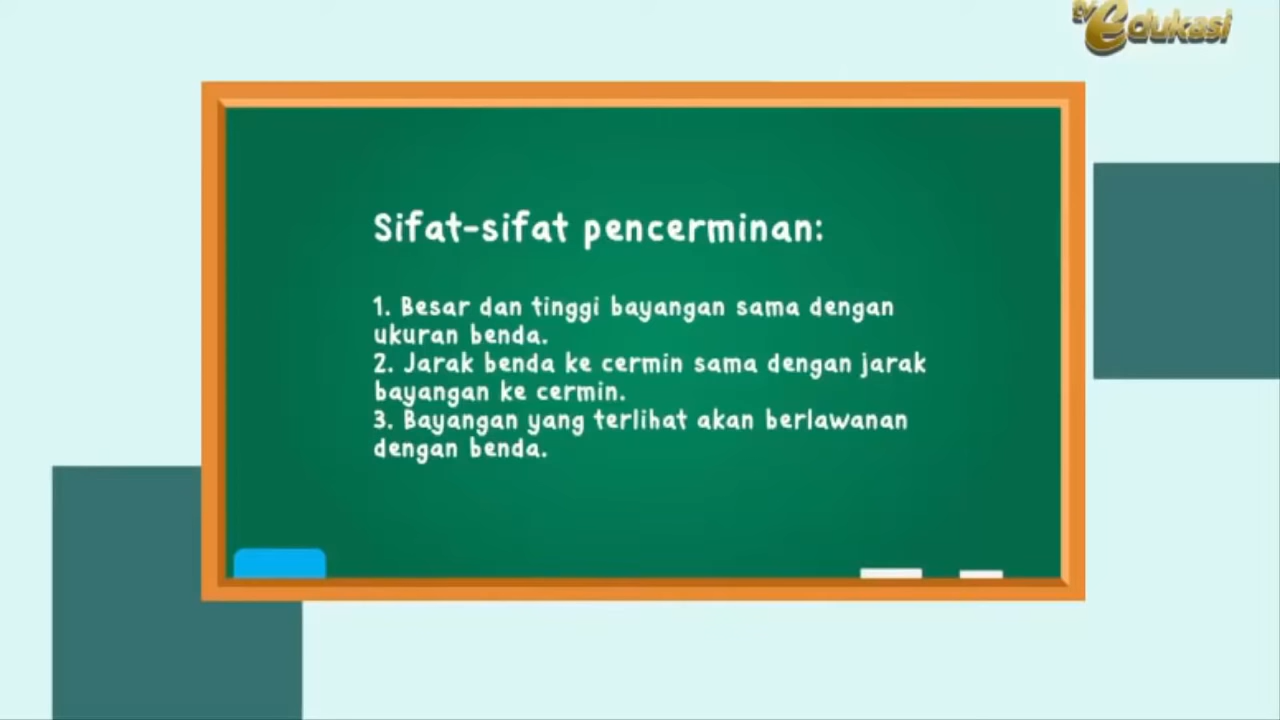 tvEdukasi
Sifat-sifat pencerminan:
1. Besar dan tinggi bayangan sama dengan
ukuran benda.
2. Jarak benda ke cermin sama dengan jarak
bayangan ke cermin.
3. Bayangan yang terlihat akan berlawanan
dengan benda.